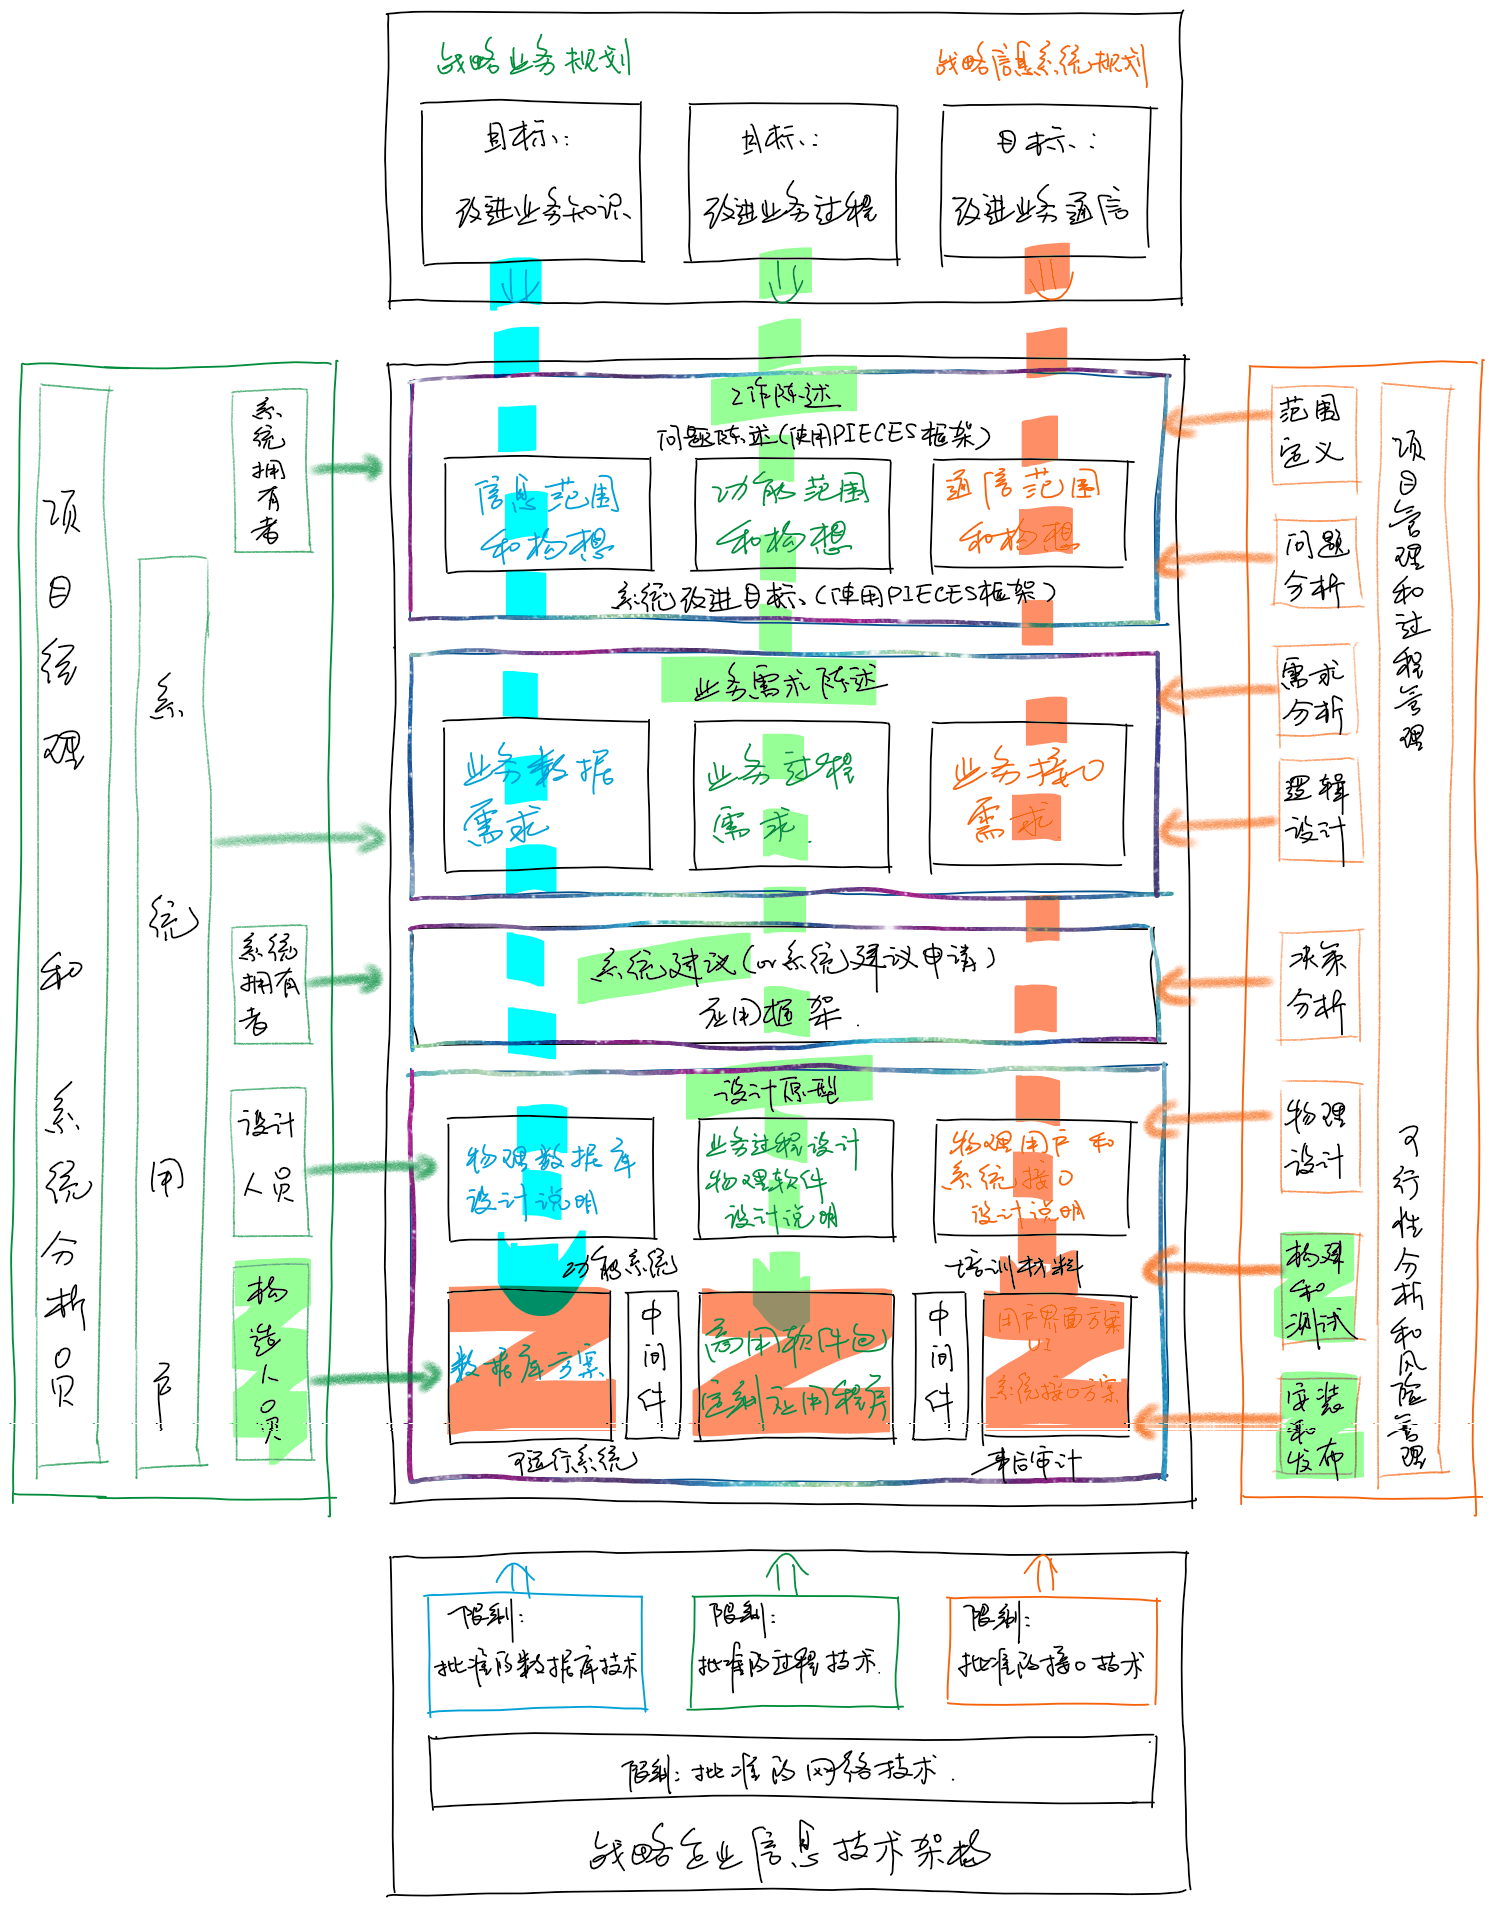 战略业务规划
战略信息系统规划
目标:
改进业务知识
目标:
改进业务过程
目标:
改进业务通信
项目经理和系统分析员
系统用户
系统拥有者
系统拥有者
设计
人员
构造人员
工作陈述
问题陈述(使用PIECES框架)
信息范围
和构想
功能范围
和构想
通信范围
和构想
系统改进目标(使用PIECES框架)
业务需求陈述
业务数据
需求
业务过程
需求.
业务接口
需求
系统建议(or系统建议申请)
应用框架.
设计原型
物理数据库
设计说明
业务过程设计
物理软件
设计说明
物理用户和
系统接口
设计说明
功能系统
培训材料
数据库方案
中间件
商用软件包
定制应用程序
中间件
用户界面方案
UI
系统接口方案
可运行系统
事后审计
范围
定义
问题
分析
需求
分析
逻辑
设计
决策
分析
物理
设计
构建
和
测试
安装
和
发布
项目管理和过程管理
可行性分析和风险管理
限制:
批准的数据库技术
限制:
批准的过程技术.
限制:
批准的接口技术
限制:批准的网络技术.
战略企业信息技术架构